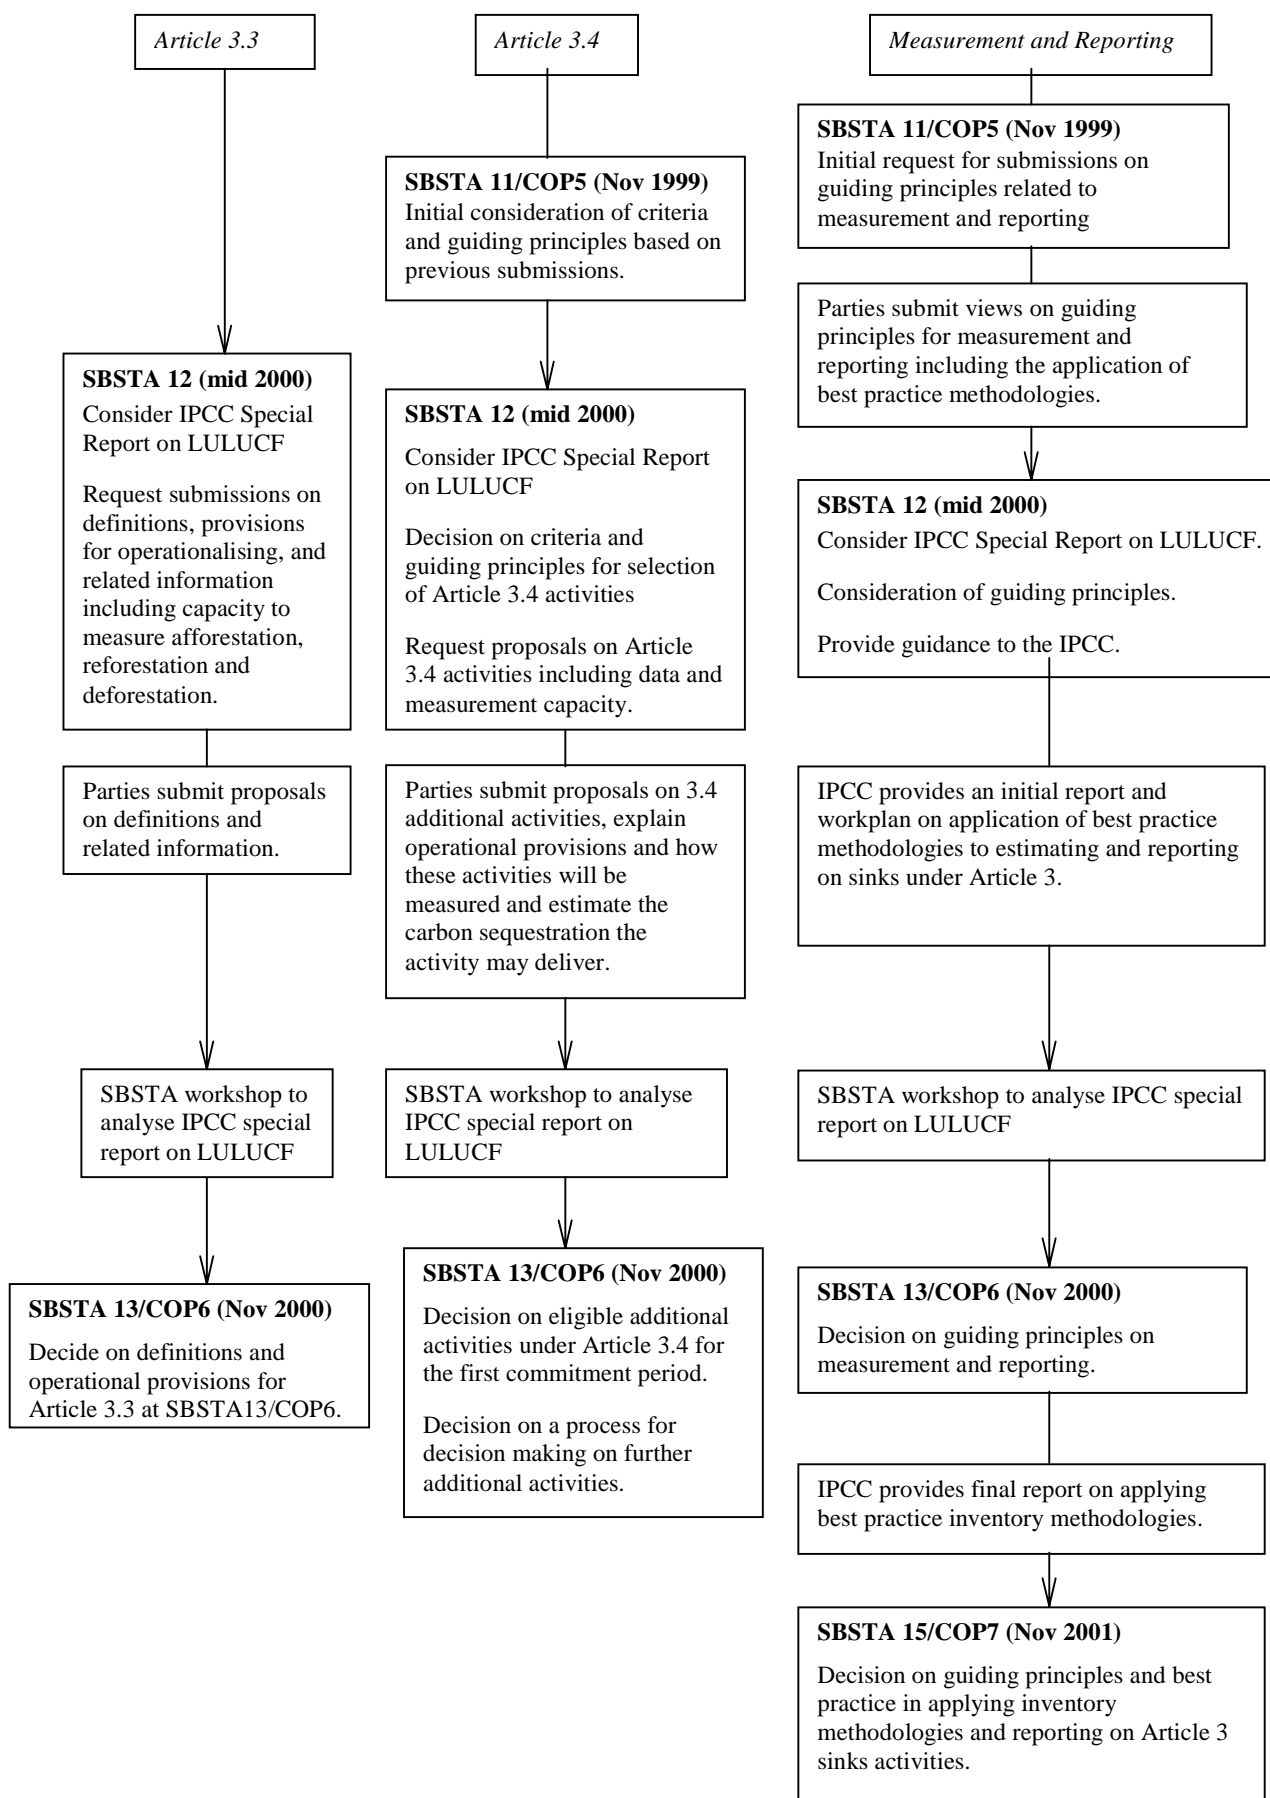 Article 3.3
Article 3.4
Measurement and Reporting
SBSTA 11/COP5 (Nov 1999)
Initial request for submissions on
guiding principles related to
measurement and reporting
SBSTA 11/COP5 (Nov 1999)
Initial consideration of criteria
and guiding principles based on
previous submissions.
Parties submit views on guiding
principles for measurement and
reporting including the application of
best practice methodologies.
SBSTA 12 (mid 2000)
Consider IPCC Special
Report on LULUCF
Request submissions on
definitions, provisions
for operationalising, and
related information
including capacity to
measure afforestation,
reforestation and
deforestation.
SBSTA 12 (mid 2000)
Consider IPCC Special Report
on LULUCF
Decision on criteria and
guiding principles for selection
of Article 3.4 activities
Request proposals on Article
3.4 activities including data and
measurement capacity.
SBSTA 12 (mid 2000)
Consider IPCC Special Report on LULUCF.
Consideration of guiding principles.
Provide guidance to the IPCC.
Parties submit proposals
on definitions and
related information.
Parties submit proposals on 3.4
additional activities, explain
operational provisions and how
these activities will be
measured and estimate the
carbon sequestration the
activity may deliver.
IPCC provides an initial report and
workplan on application of best practice
methodologies to estimating and reporting
on sinks under Article 3.
SBSTA workshop to
analyse IPCC special
report on LULUCF
SBSTA workshop to analyse
IPCC special report on
LULUCF
SBSTA workshop to analyse IPCC special
report on LULUCF
SBSTA 13/COP6 (Nov 2000)
Decide on definitions and
operational provisions for
Article 3.3 at SBSTA13/COP6.
SBSTA 13/COP6 (Nov 2000)
Decision on eligible additional
activities under Article 3.4 for
the first commitment period.
Decision on a process for
decision making on further
additional activities.
SBSTA 13/COP6 (Nov 2000)
Decision on guiding principles on
measurement and reporting.
IPCC provides final report on applying
best practice inventory methodologies.
SBSTA 15/COP7 (Nov 2001)
Decision on guiding principles and best
practice in applying inventory
methodologies and reporting on Article 3
sinks activities.